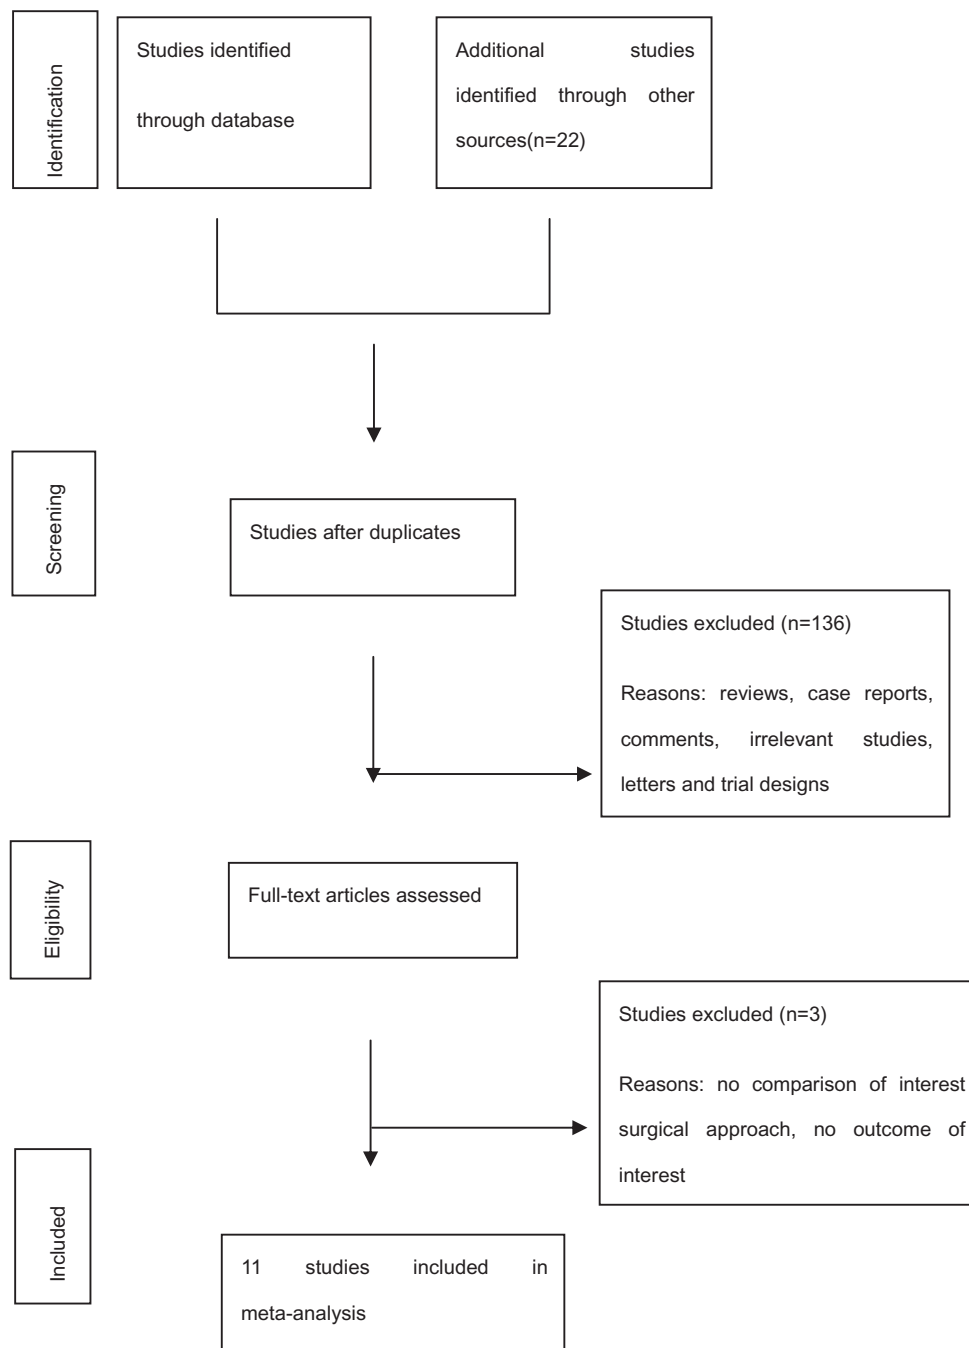 Identification
Studies identified
through database
Additional studies
identified through other
sources(n=22)
Screening
Studies after duplicates
Studies excluded (n=136)
Reasons: reviews, case reports,
comments, irrelevant studies,
letters and trial designs
Eligibility
Full-text articles assessed
Studies excluded (n=3)
Reasons: no comparison of interest
surgical approach, no outcome of
interest
Included
11 studies included in
meta-analysis